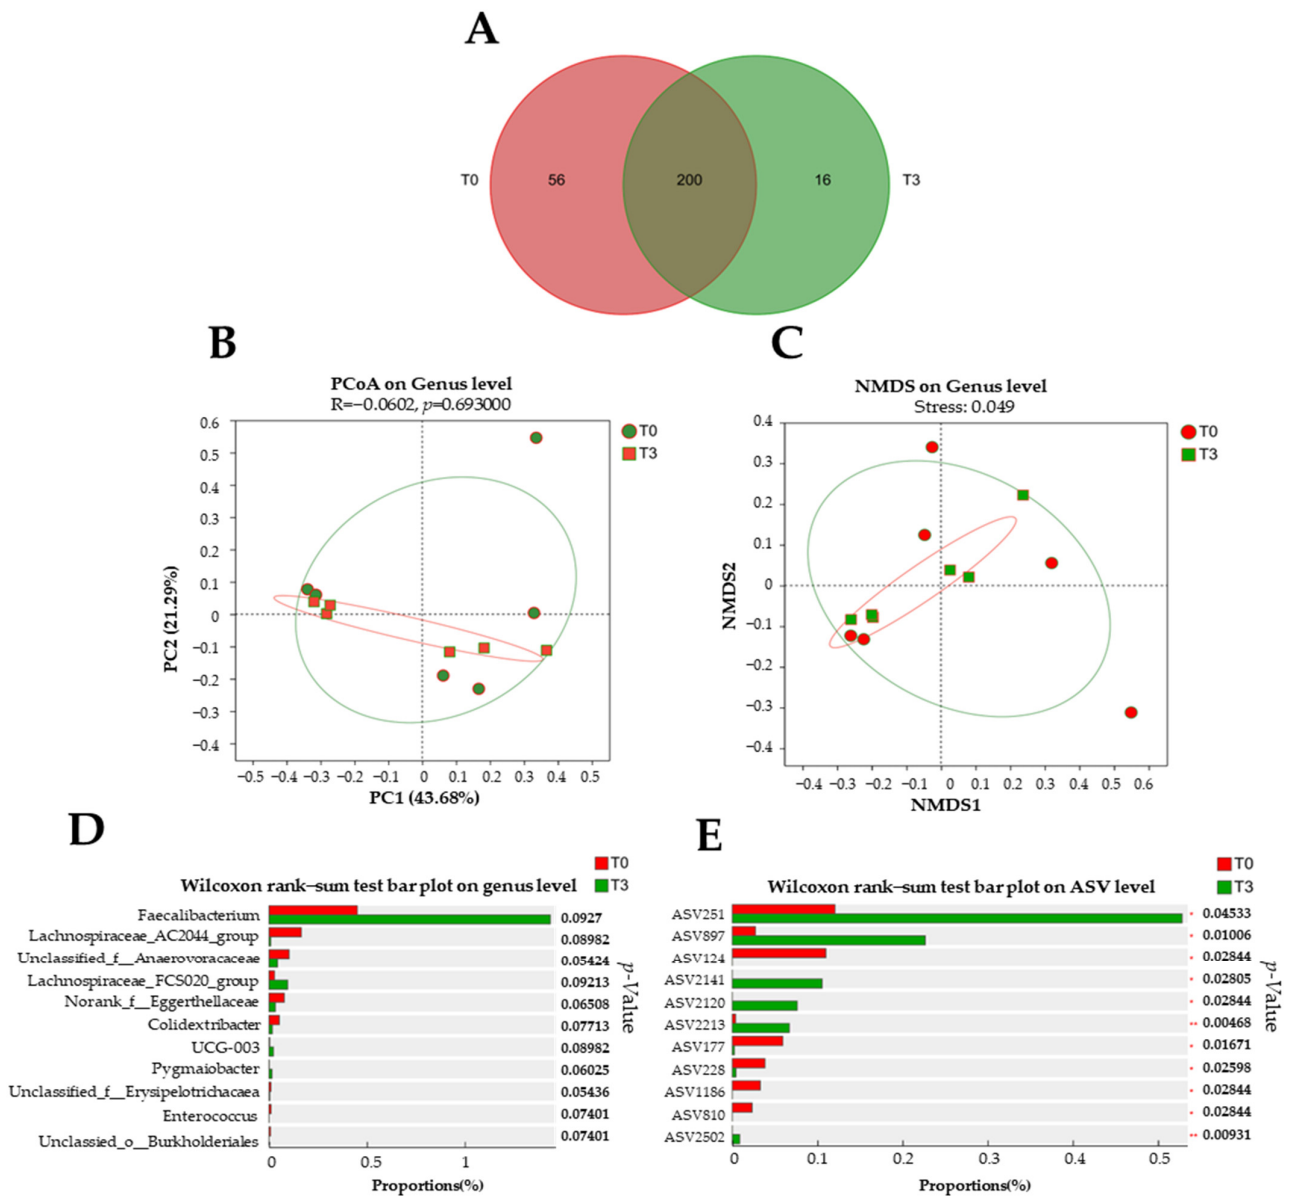 A
T0
56
200
16
T3
B
PCoA on Genus level
R=−0.0602, p=0.693000
T0
T3
0.6
0.5
0.4
0.3
0.2
0.1
0
−0.1
−0.2
−0.3
−0.4
PC2 (21.29%)
−0.5 −0.4 −0.3 −0.2 −0.1 0 0.1 0.2 0.3 0.4 0.5
PC1 (43.68%)
C
NMDS on Genus level
Stress: 0.049
T0
T3
0.4
0.3
0.2
0.1
0
−0.1
−0.2
−0.3
−0.4
NMDS2
−0.4 −0.3 −0.2 −0.1 0 0.1 0.2 0.3 0.4 0.5 0.6
NMDS1
D
T0
T3
Wilcoxon rank−sum test bar plot on genus level
Faecalibacterium 0.0927
Lachnospiraceae_AC2044_group 0.08982
Unclassified_f__Anaerovoracaceae 0.05424
Lachnospiraceae_FCS020_group 0.09213
Norank_f__Eggerthellaceae 0.06508
Colidextribacter 0.07713
UCG-003 0.08982
Pygmaiobacter 0.06025
Unclassified_f__Erysipelotrichacaea 0.05436
Enterococcus 0.07401
Unclassied_o__Burkholderiales 0.07401
p-Value
0 0.5 1
Proportions(%)
E
T0
T3
Wilcoxon rank−sum test bar plot on ASV level
ASV251 * 0.04533
ASV897 * 0.01006
ASV124 * 0.02844
ASV2141 * 0.02805
ASV2120 * 0.02844
ASV2213 ** 0.00468
ASV177 * 0.01671
ASV228 * 0.02598
ASV1186 * 0.02844
ASV810 * 0.02844
ASV2502 ** 0.00931
p-Value
0 0.1 0.2 0.3 0.4 0.5
Proportions(%)